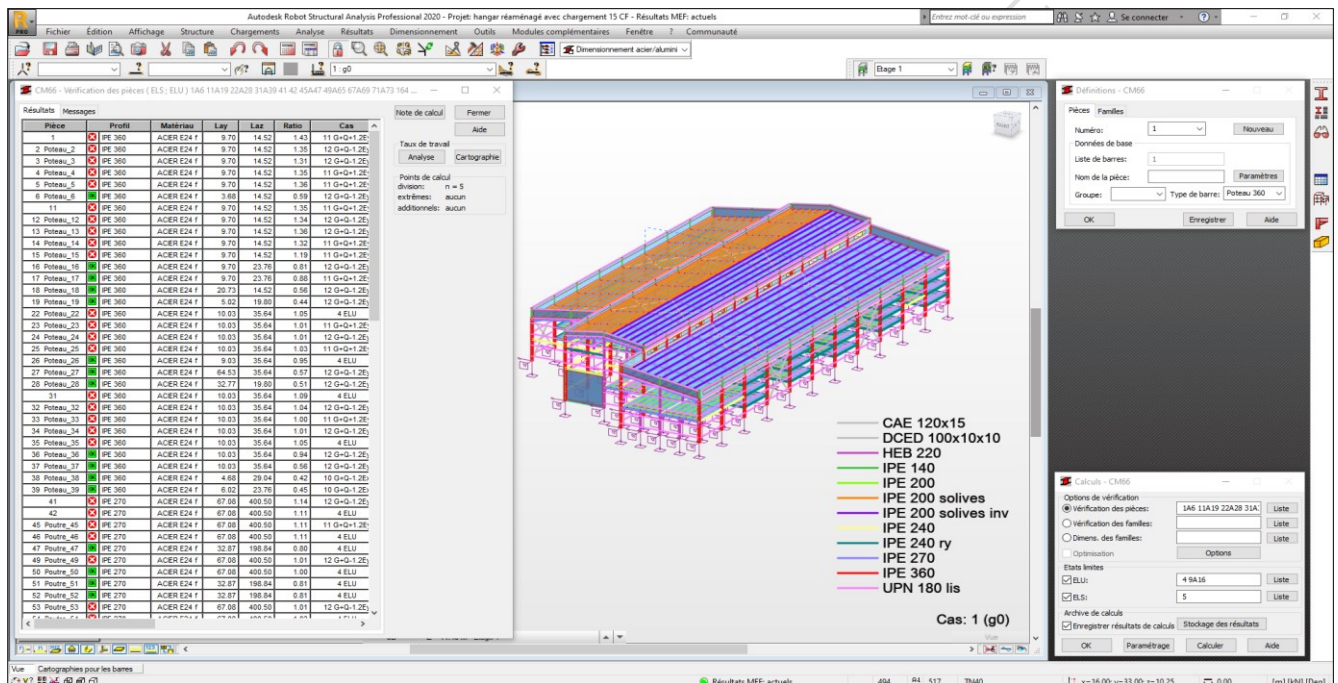 Autodesk Robot Structural Analysis Professional 2020 - Projet: hangar réaménagé avec chargement 15 CF - Résultats MEF: actuels
Entrez mot-clé ou expression
Se connecter
PRO
Fichier Édition Affichage Structure Chargements Analyse Résultats Dimensionnement Outils Modules complémentaires Fenêtre ? Communauté
Dimensionnement acier/alumini
1 : g0
Etage 1
CM66 - Vérification des pièces ( ELS ; ELU ) 1A6 11A19 22A28 31A39 41 42 45A47 49A65 67A69 71A73 164 ...
Résultats Messages
Pièce Profil Matériau Lay Laz Ratio Cas
1 IPE 360 ACIER E24 f 9.70 14.52 1.43 11 G+Q+1.2E
2 Poteau_2 IPE 360 ACIER E24 f 9.70 14.52 1.35 12 G+Q-1.2E
3 Poteau_3 IPE 360 ACIER E24 f 9.70 14.52 1.31 12 G+Q-1.2E
4 Poteau_4 IPE 360 ACIER E24 f 9.70 14.52 1.35 11 G+Q+1.2E
5 Poteau_5 IPE 360 ACIER E24 f 9.70 14.52 1.36 11 G+Q+1.2E
6 Poteau_6 IPE 360 ACIER E24 f 3.68 14.52 0.59 12 G+Q-1.2E
11 IPE 360 ACIER E24 f 9.70 14.52 1.35 11 G+Q+1.2E
12 Poteau_12 IPE 360 ACIER E24 f 9.70 14.52 1.34 12 G+Q-1.2E
13 Poteau_13 IPE 360 ACIER E24 f 9.70 14.52 1.36 12 G+Q-1.2E
14 Poteau_14 IPE 360 ACIER E24 f 9.70 14.52 1.32 11 G+Q+1.2E
15 Poteau_15 IPE 360 ACIER E24 f 9.70 14.52 1.19 11 G+Q+1.2E
16 Poteau_16 IPE 360 ACIER E24 f 9.70 23.76 0.81 12 G+Q-1.2E
17 Poteau_17 IPE 360 ACIER E24 f 9.70 23.76 0.88 11 G+Q+1.2E
18 Poteau_18 IPE 360 ACIER E24 f 20.73 14.52 0.56 12 G+Q-1.2E
19 Poteau_19 IPE 360 ACIER E24 f 5.02 19.80 0.44 12 G+Q-1.2E
22 Poteau_22 IPE 360 ACIER E24 f 10.03 35.64 1.05 4 ELU
23 Poteau_23 IPE 360 ACIER E24 f 10.03 35.64 1.01 11 G+Q+1.2E
24 Poteau_24 IPE 360 ACIER E24 f 10.03 35.64 1.01 12 G+Q-1.2E
25 Poteau_25 IPE 360 ACIER E24 f 10.03 35.64 1.03 11 G+Q+1.2E
26 Poteau_26 IPE 360 ACIER E24 f 9.03 35.64 0.95 4 ELU
27 Poteau_27 IPE 360 ACIER E24 f 64.53 35.64 0.57 12 G+Q-1.2E
28 Poteau_28 IPE 360 ACIER E24 f 32.77 19.80 0.51 12 G+Q-1.2E
31 IPE 360 ACIER E24 f 10.03 35.64 1.09 4 ELU
32 Poteau_32 IPE 360 ACIER E24 f 10.03 35.64 1.04 12 G+Q-1.2E
33 Poteau_33 IPE 360 ACIER E24 f 10.03 35.64 1.00 11 G+Q+1.2E
34 Poteau_34 IPE 360 ACIER E24 f 10.03 35.64 1.01 12 G+Q-1.2E
35 Poteau_35 IPE 360 ACIER E24 f 10.03 35.64 1.05 4 ELU
36 Poteau_36 IPE 360 ACIER E24 f 10.03 35.64 0.94 12 G+Q-1.2E
37 Poteau_37 IPE 360 ACIER E24 f 10.03 35.64 0.56 12 G+Q-1.2E
38 Poteau_38 IPE 360 ACIER E24 f 4.68 29.04 0.42 10 G+Q-1.2E
39 Poteau_39 IPE 360 ACIER E24 f 6.02 23.76 0.45 10 G+Q-1.2E
41 IPE 270 ACIER E24 f 67.08 400.50 1.14 12 G+Q-1.2E
42 IPE 270 ACIER E24 f 67.08 400.50 1.11 4 ELU
45 Poutre_45 IPE 270 ACIER E24 f 67.08 400.50 1.11 11 G+Q+1.2E
46 Poutre_46 IPE 270 ACIER E24 f 67.08 400.50 1.11 4 ELU
47 Poutre_47 IPE 270 ACIER E24 f 32.87 198.84 0.80 4 ELU
49 Poutre_49 IPE 270 ACIER E24 f 67.08 400.50 1.01 12 G+Q-1.2E
50 Poutre_50 IPE 270 ACIER E24 f 67.08 400.50 1.00 4 ELU
51 Poutre_51 IPE 270 ACIER E24 f 32.87 198.84 0.81 4 ELU
52 Poutre_52 IPE 270 ACIER E24 f 32.87 198.84 0.81 4 ELU
53 Poutre_53 IPE 270 ACIER E24 f 67.08 400.50 1.01 12 G+Q-1.2E
Note de calcul Fermer
Aide
Taux de travail
Analyse Cartographie
Points de calcul
division: n = 5
extrêmes: aucun
additionnels: aucun
CAE 120x15
DCED 100x10x10
HEB 220
IPE 140
IPE 200
IPE 200 solives
IPE 200 solives inv
IPE 240
IPE 240 ry
IPE 270
IPE 360
UPN 180 lis
Cas: 1 (g0)
Vue
Définitions - CM66
Pièces Familles
Numéro: 1 Nouveau
Données de base
Liste de barres: 1
Nom de la pièce: Paramètres
Groupe: Type de barre: Poteau 360
OK Enregistrer Aide
Calculs - CM66
Options de vérification
Vérification des pièces: 1A6 11A19 22A28 31A: Liste
Vérification des familles: Liste
Dimens. des familles: Liste
Optimisation Options
Etats limites
ELU: 4 9A16 Liste
ELS: 5 Liste
Archive de calculs
Enregistrer résultats de calculs Stockage des résultats
OK Paramétrage Calculer Aide
Vue Cartographies pour les barres
Résultats MEF: actuels 494 517 x=16.00; y=33.00; z=10.25 0.00 [m] [kN] [Deg]